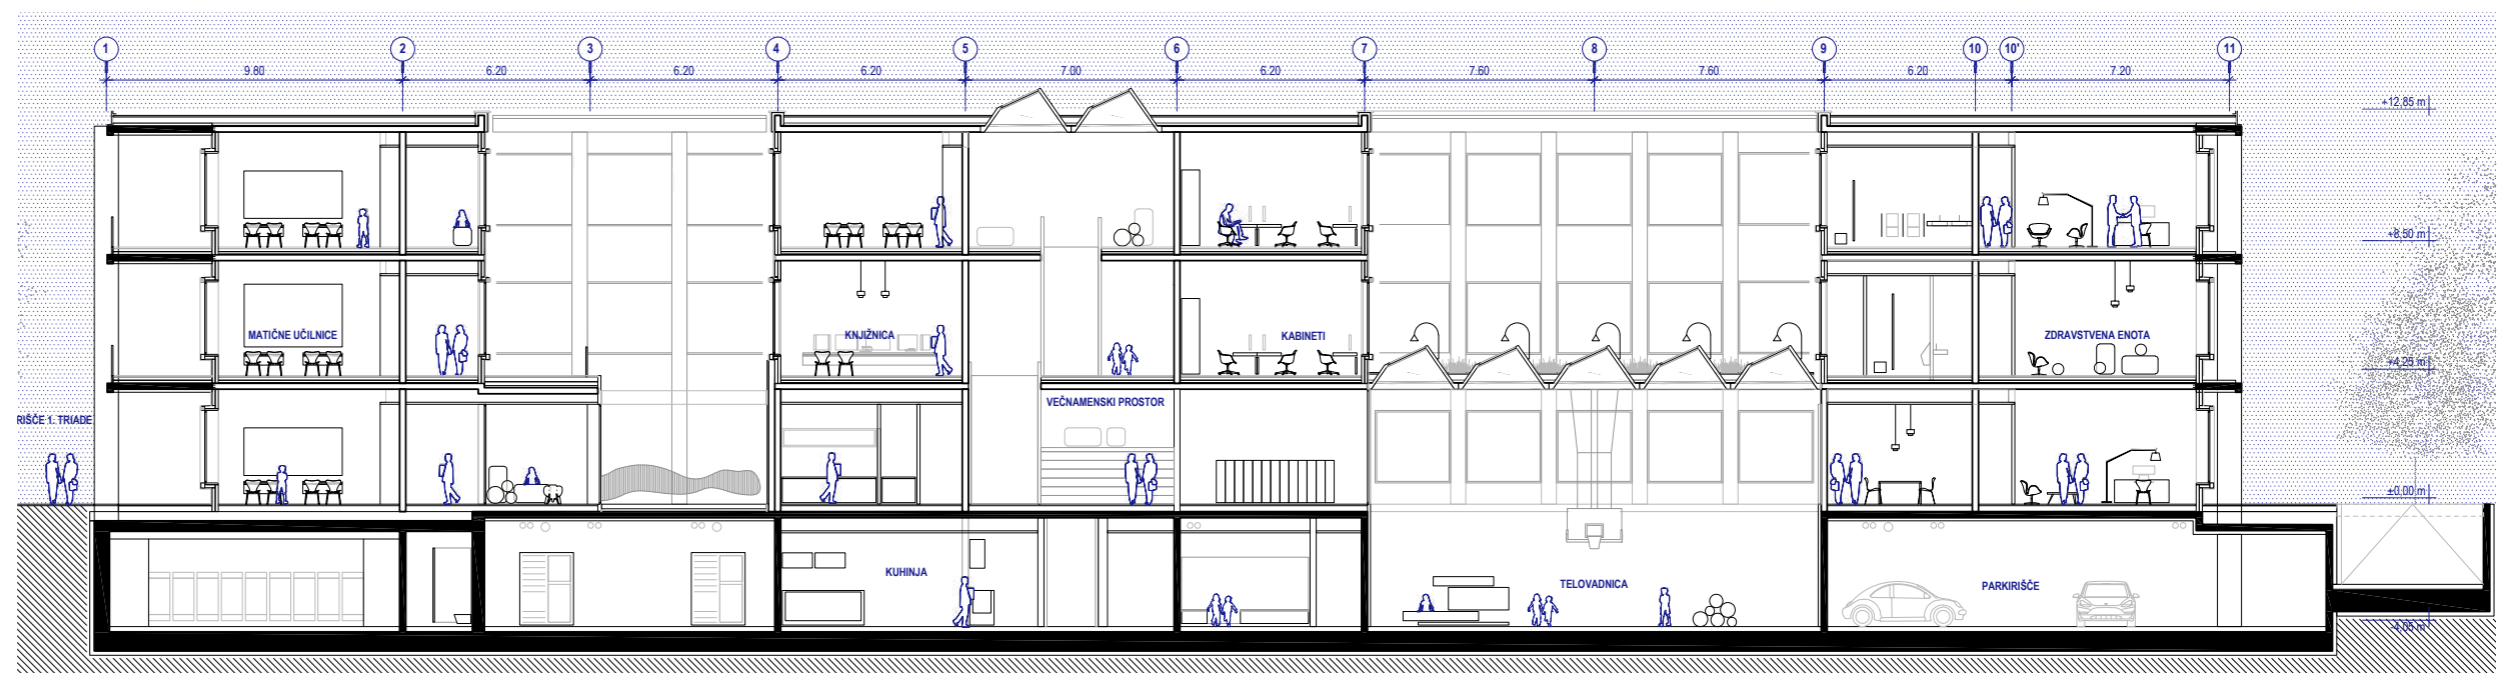 1 2 3 4 5 6 7 8 9 10 10' 11
9.80 6.20 6.20 6.20 7.00 6.20 7.60 7.60 6.20 7.20
+12,85 m
+8,50 m
MATIČNE UČILNICE KNJIŽNICA KABINETI ZDRAVSTVENA ENOTA
+4,25 m
VEČNAMENSKI PROSTOR
RIŠČE 1. TRIADE
±0,00 m
KUHINJA TELOVADNICA PARKIRIŠČE
-4,05 m